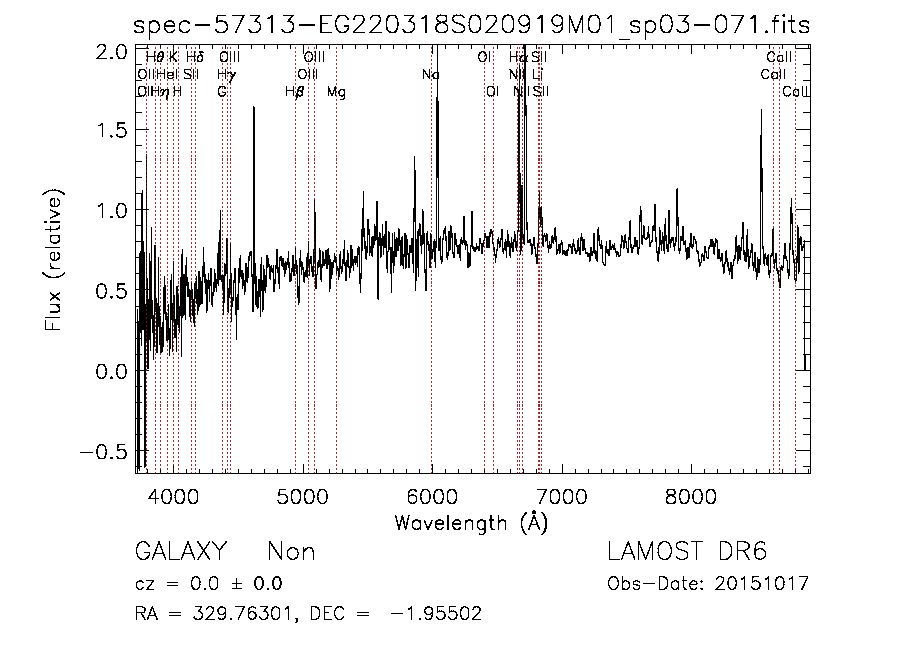 spec-57313-EG220318S020919M01_sp03-071.fits
Hθ K Hδ OIII OIII OI Hα SII CaII
OII HeI SII Hγ OIII Na NII Li CaII
OII Hη H G Hβ Mg OI NII SII CaII
2.0
1.5
1.0
0.5
0.0
-0.5
Flux (relative)
4000 5000 6000 7000 8000
Wavelength (Å)
GALAXY Non LAMOST DR6
cz = 0.0 ± 0.0 Obs-Date: 20151017
RA = 329.76301, DEC = -1.95502